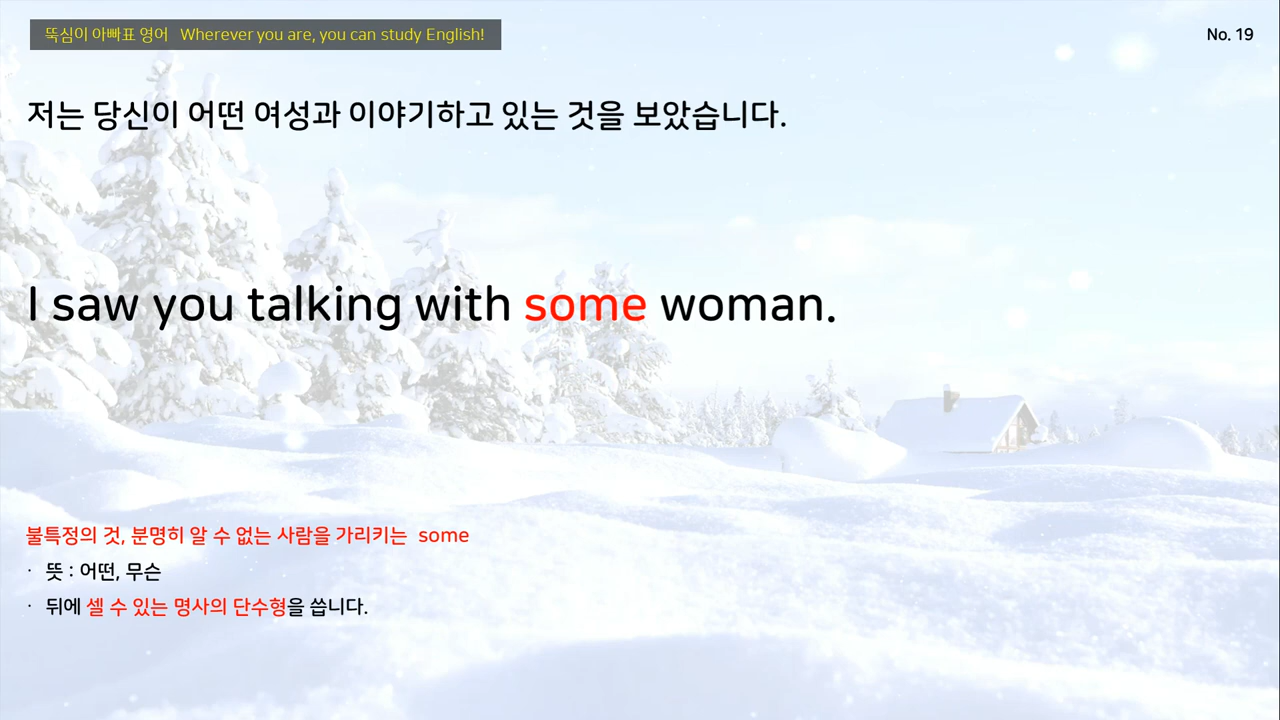 뚝심이 아빠표 영어 Wherever you are, you can study English!
No. 19
저는 당신이 어떤 여성과 이야기하고 있는 것을 보았습니다.
I saw you talking with some woman.
불특정의 것, 분명히 알 수 없는 사람을 가리키는 some
· 뜻 : 어떤, 무슨
· 뒤에 셀 수 있는 명사의 단수형을 씁니다.